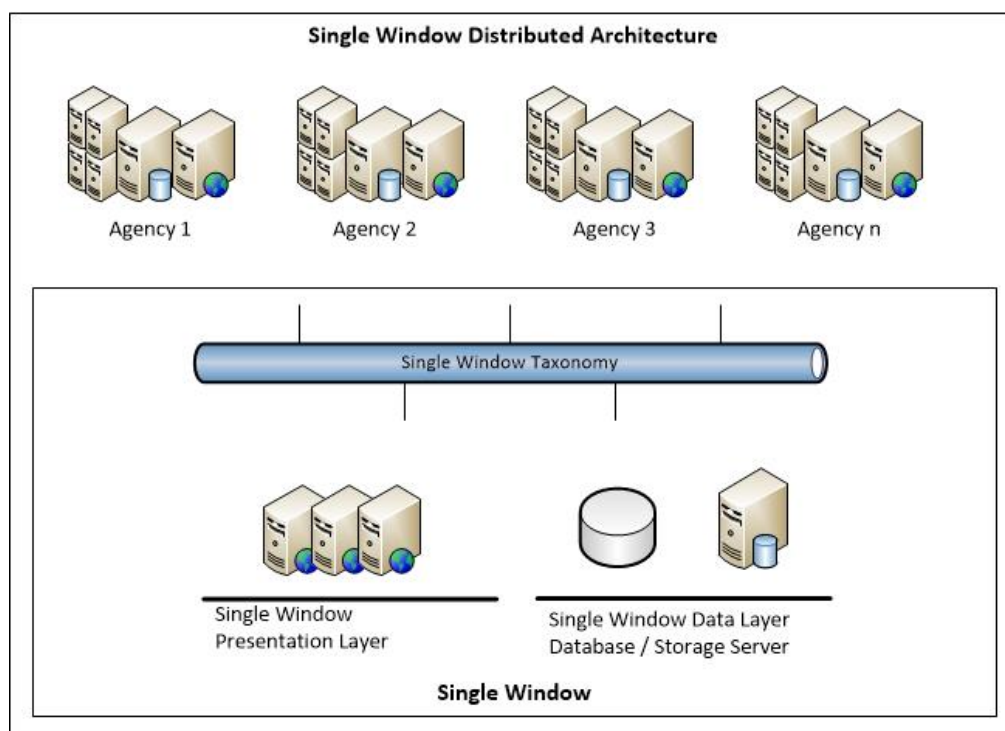 Single Window Distributed Architecture
Agency 1
Agency 2
Agency 3
Agency n
Single Window Taxonomy
Single Window
Presentation Layer
Single Window Data Layer
Database / Storage Server
Single Window